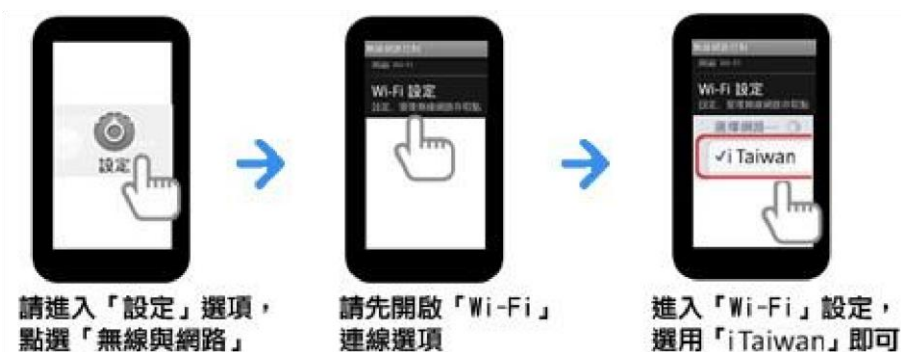 設定
Wi-Fi 設定
Wi-Fi 設定
✓i Taiwan
請進入「設定」選項，
點選「無線與網路」
請先開啟「Wi-Fi」
連線選項
進入「Wi-Fi」設定，
選用「iTaiwan」即可